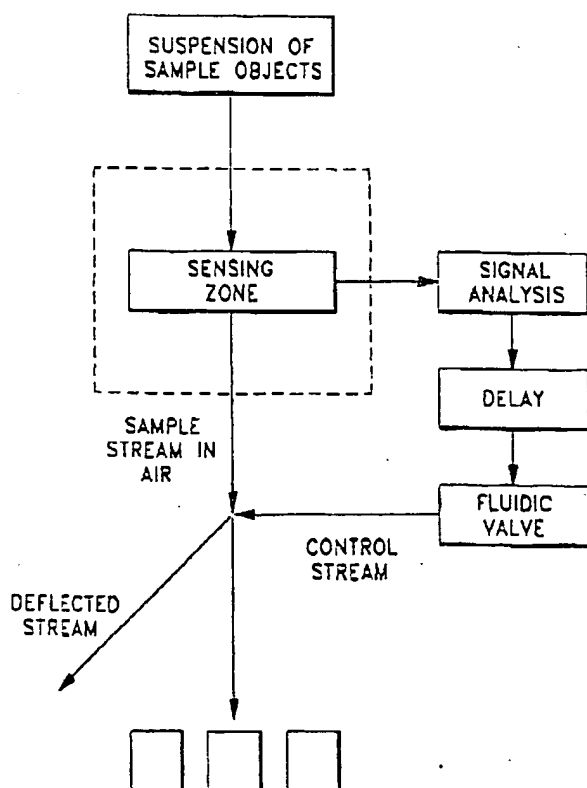 SUSPENSION OF
SAMPLE OBJECTS
SENSING
ZONE
SIGNAL
ANALYSIS
DELAY
SAMPLE
STREAM IN
AIR
FLUIDIC
VALVE
CONTROL
STREAM
DEFLECTED
STREAM